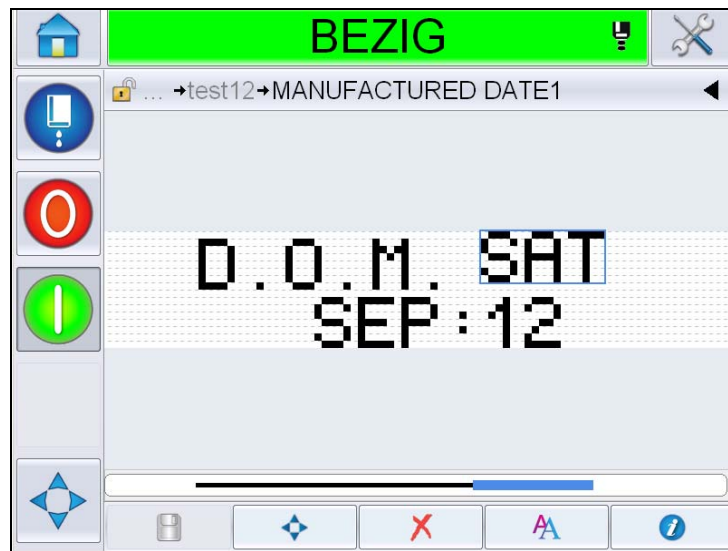 BEZIG
... →test12→MANUFACTURED DATE1
D.O.M. SAT
SEP:12